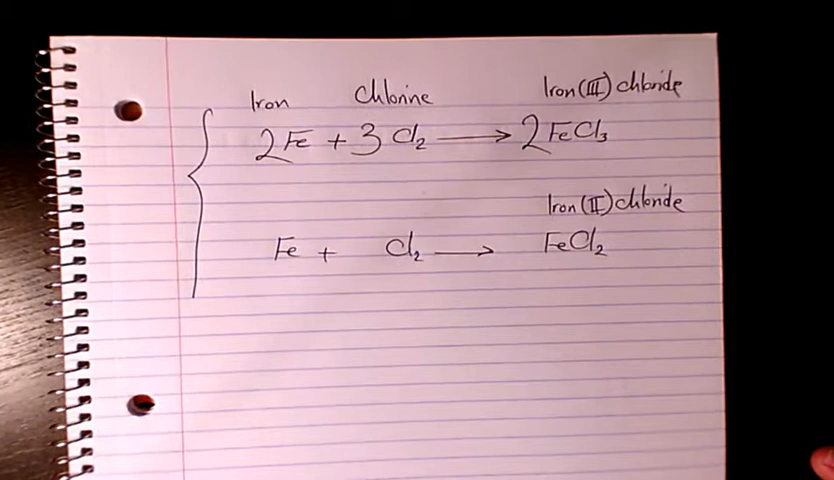 Iron Chlorine Iron(III)chloride
2Fe + 3Cl₂ ⟶ 2FeCl₃
Iron(II)chloride
Fe + Cl₂ ⟶ FeCl₂